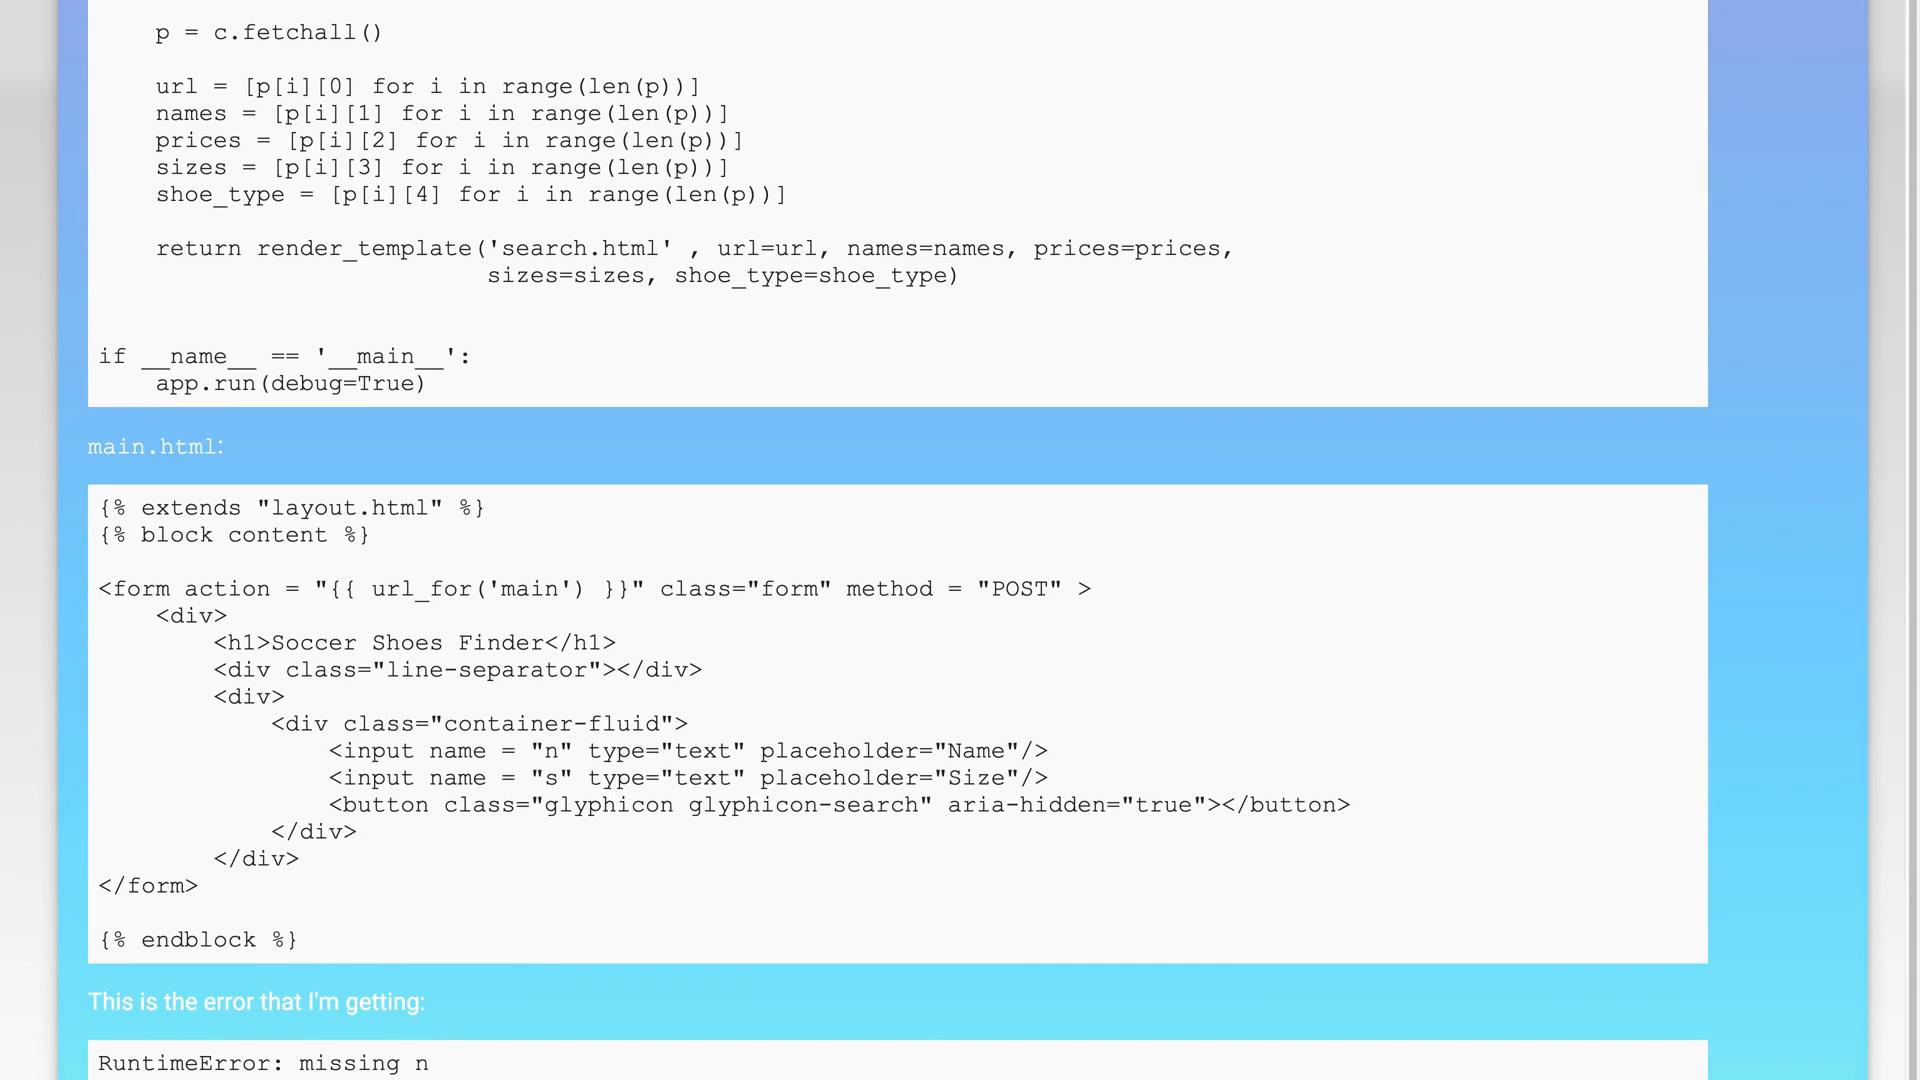 p = c.fetchall()

    url = [p[i][0] for i in range(len(p))]
    names = [p[i][1] for i in range(len(p))]
    prices = [p[i][2] for i in range(len(p))]
    sizes = [p[i][3] for i in range(len(p))]
    shoe_type = [p[i][4] for i in range(len(p))]

    return render_template('search.html' , url=url, names=names, prices=prices,
                           sizes=sizes, shoe_type=shoe_type)


if __name__ == '__main__':
    app.run(debug=True)
main.html:
{% extends "layout.html" %}
{% block content %}

<form action = "{{ url_for('main') }}" class="form" method = "POST" >
    <div>
        <h1>Soccer Shoes Finder</h1>
        <div class="line-separator"></div>
        <div>
            <div class="container-fluid">
                <input name = "n" type="text" placeholder="Name"/>
                <input name = "s" type="text" placeholder="Size"/>
                <button class="glyphicon glyphicon-search" aria-hidden="true"></button>
            </div>
        </div>
</form>

{% endblock %}
This is the error that I'm getting:
RuntimeError: missing n